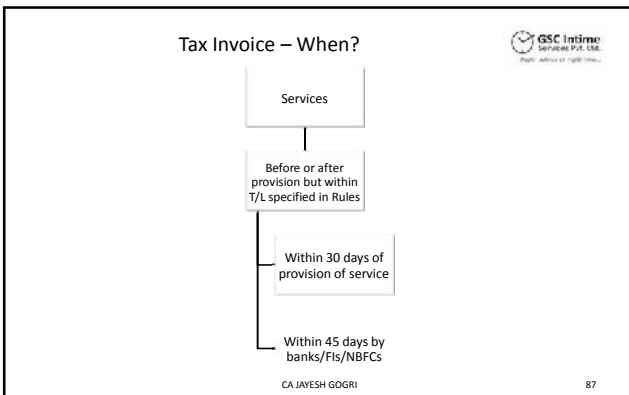 Tax Invoice – When?
GSC Intime
Services Pvt. Ltd.
Services
Before or after
provision but within
T/L specified in Rules
Within 30 days of
provision of service
Within 45 days by
banks/FIs/NBFCs
CA JAYESH GOGRI
87